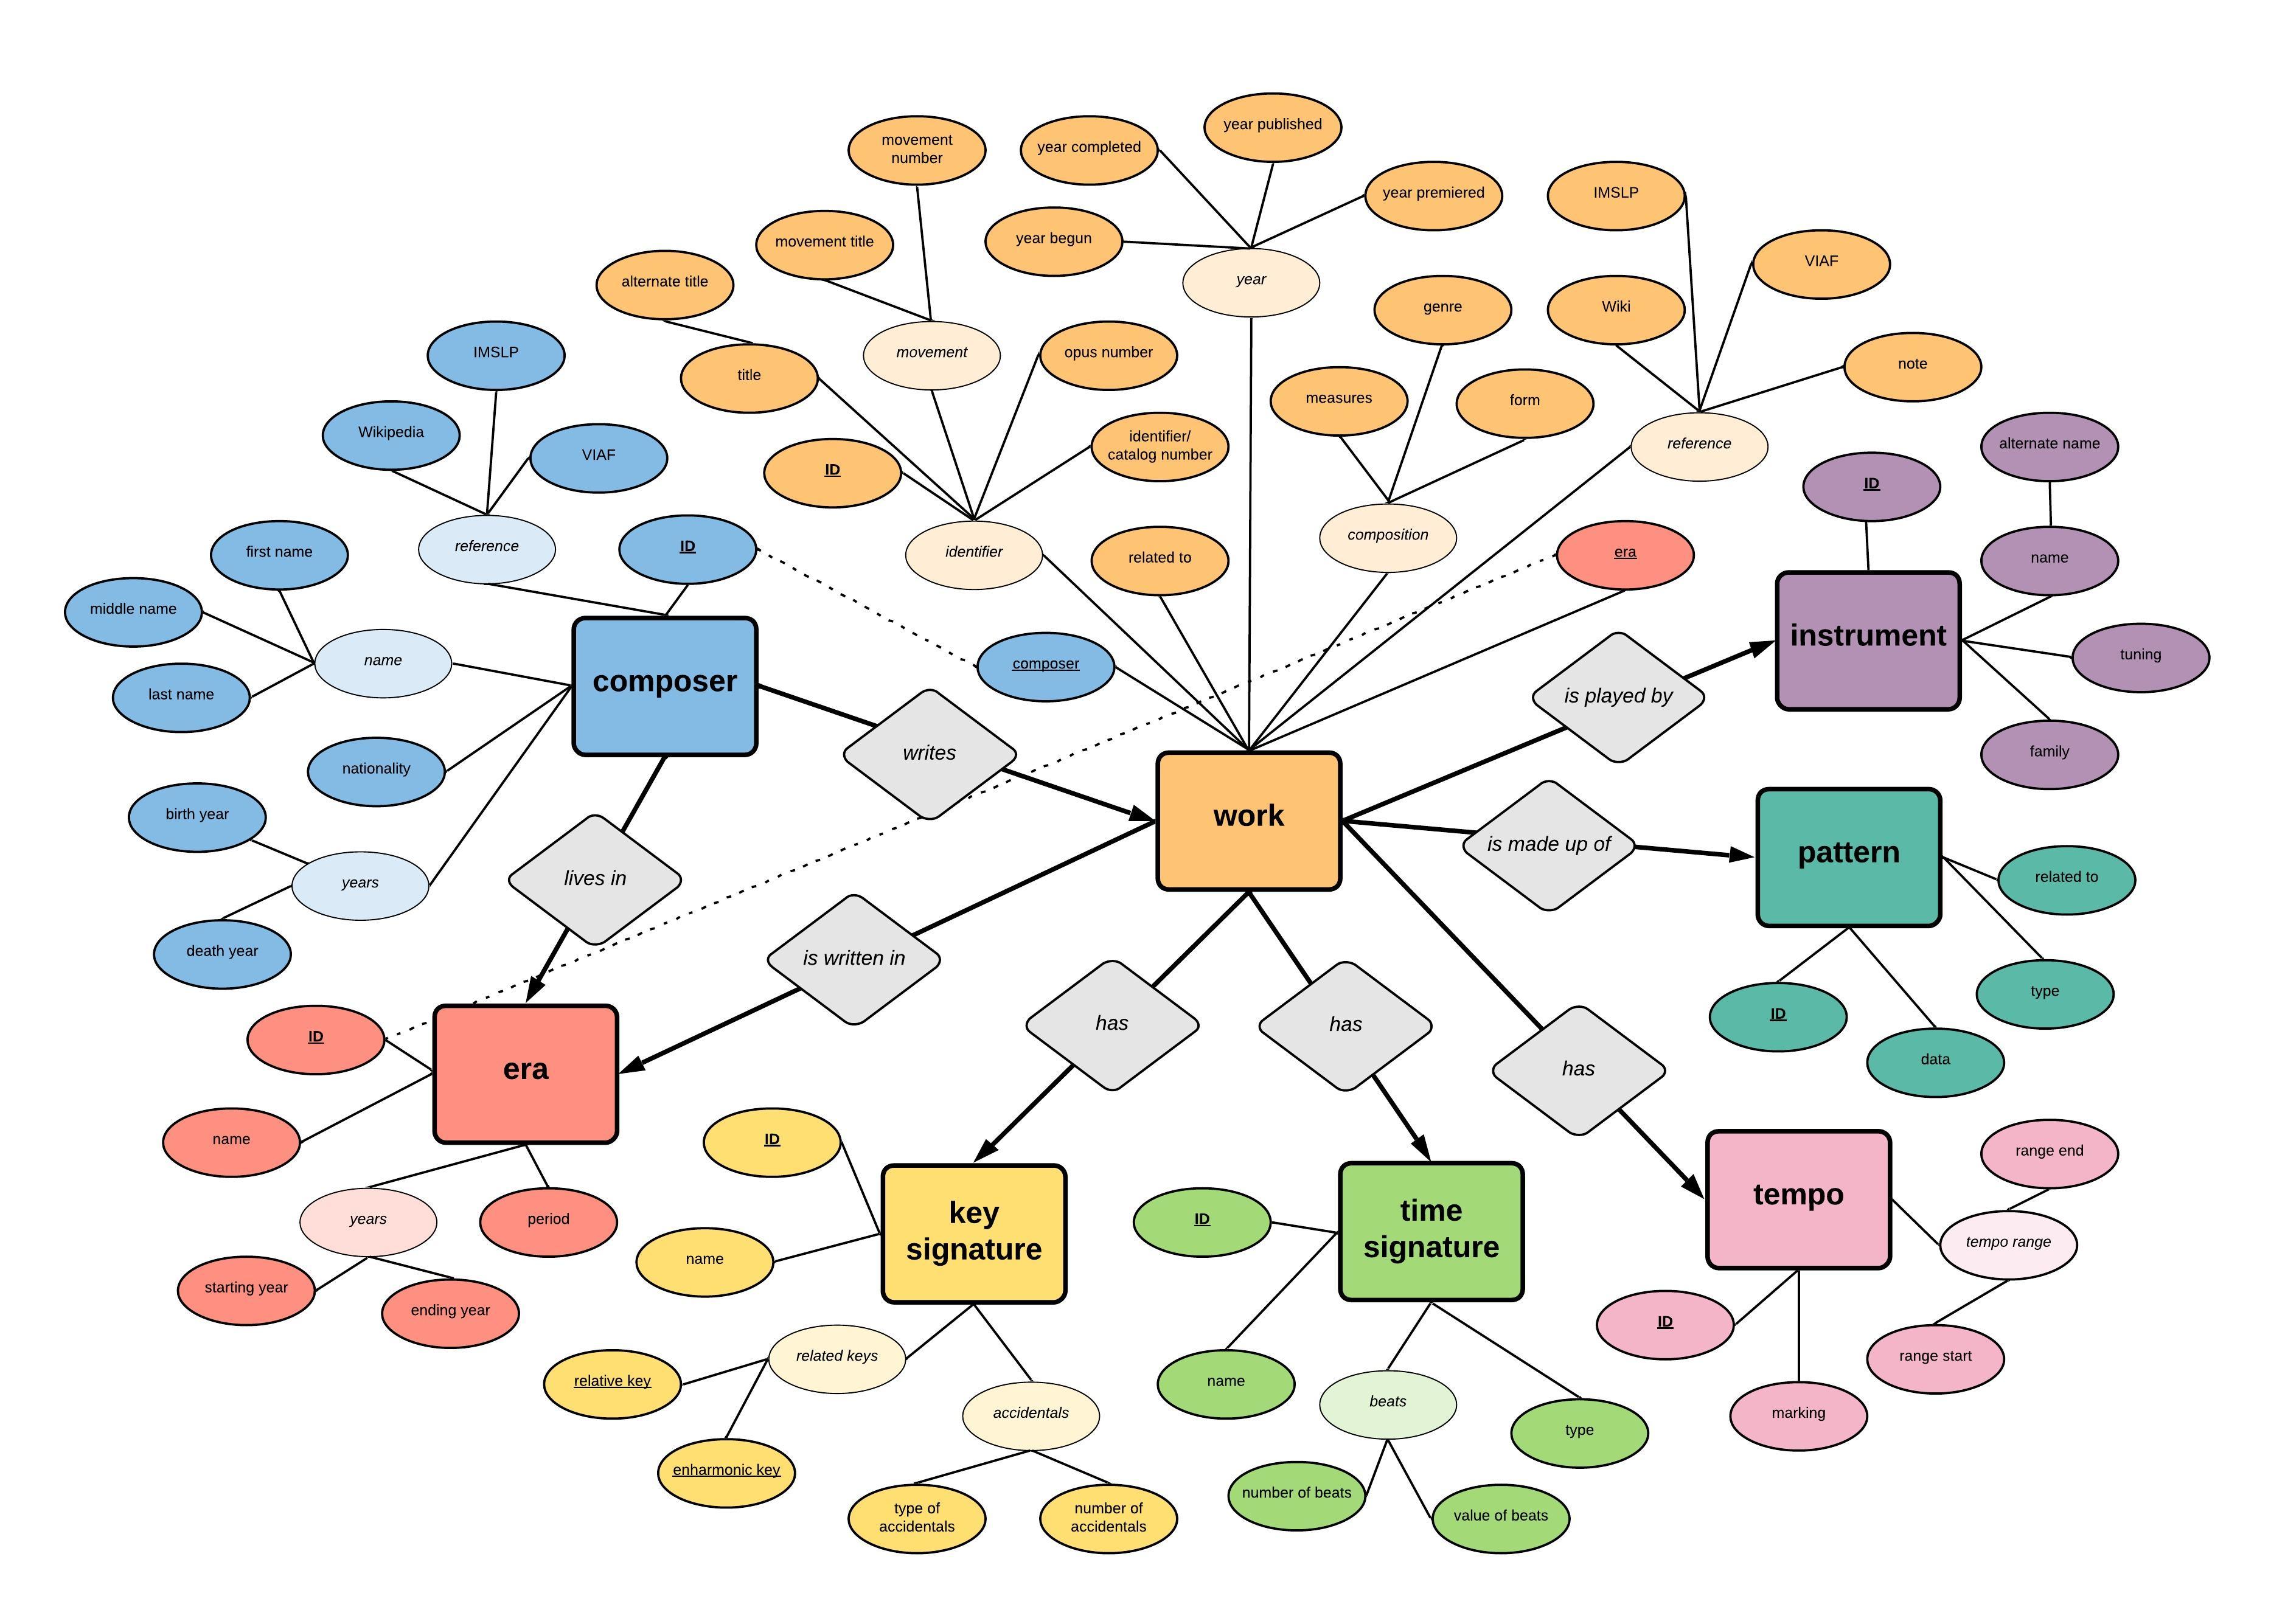 year published
movement
number
year completed
year premiered
IMSLP
movement title
year begun
VIAF
alternate title
year
genre
Wiki
IMSLP
movement
opus number
note
title
measures
form
Wikipedia
VIAF
identifier/
catalog number
reference
alternate name
ID
ID
first name
reference
ID
identifier
related to
composition
era
name
middle name
name
composer
instrument
tuning
last name
composer
is played by
writes
family
nationality
birth year
work
is made up of
pattern
years
lives in
related to
death year
is written in
type
ID
has
has
ID
era
has
data
name
ID
range end
years
period
key
signature
ID
time
signature
tempo
tempo range
starting year
ending year
name
ID
related keys
range start
relative key
accidentals
name
beats
marking
enharmonic key
type
type of
accidentals
number of
accidentals
number of beats
value of beats